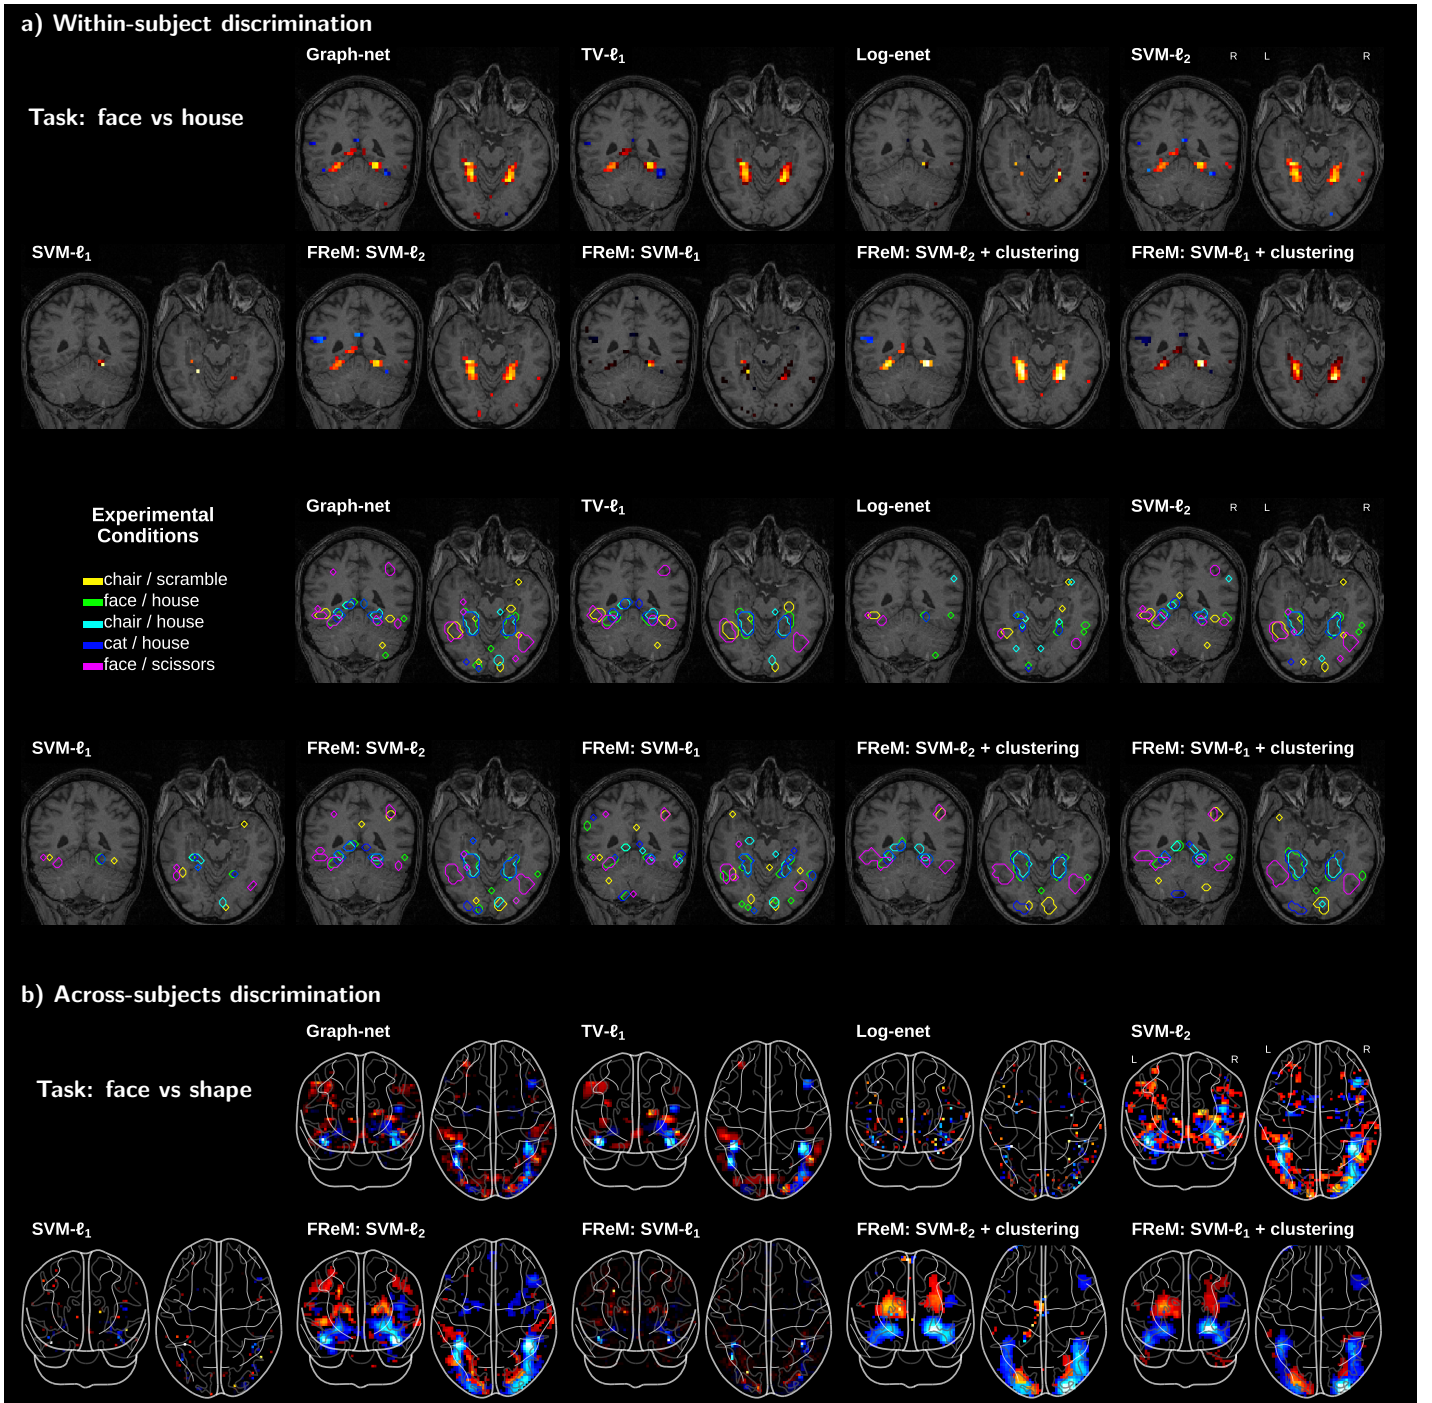 a) Within-subject discrimination
Graph-net
TV-ℓ₁
Log-enet
SVM-ℓ₂
R
L
R
Task: face vs house
SVM-ℓ₁
FReM: SVM-ℓ₂
FReM: SVM-ℓ₁
FReM: SVM-ℓ₂ + clustering
FReM: SVM-ℓ₁ + clustering
Graph-net
TV-ℓ₁
Log-enet
SVM-ℓ₂
R
L
R
Experimental
Conditions
chair / scramble
face / house
chair / house
cat / house
face / scissors
SVM-ℓ₁
FReM: SVM-ℓ₂
FReM: SVM-ℓ₁
FReM: SVM-ℓ₂ + clustering
FReM: SVM-ℓ₁ + clustering
b) Across-subjects discrimination
Graph-net
TV-ℓ₁
Log-enet
SVM-ℓ₂
L
R
L
R
Task: face vs shape
SVM-ℓ₁
FReM: SVM-ℓ₂
FReM: SVM-ℓ₁
FReM: SVM-ℓ₂ + clustering
FReM: SVM-ℓ₁ + clustering